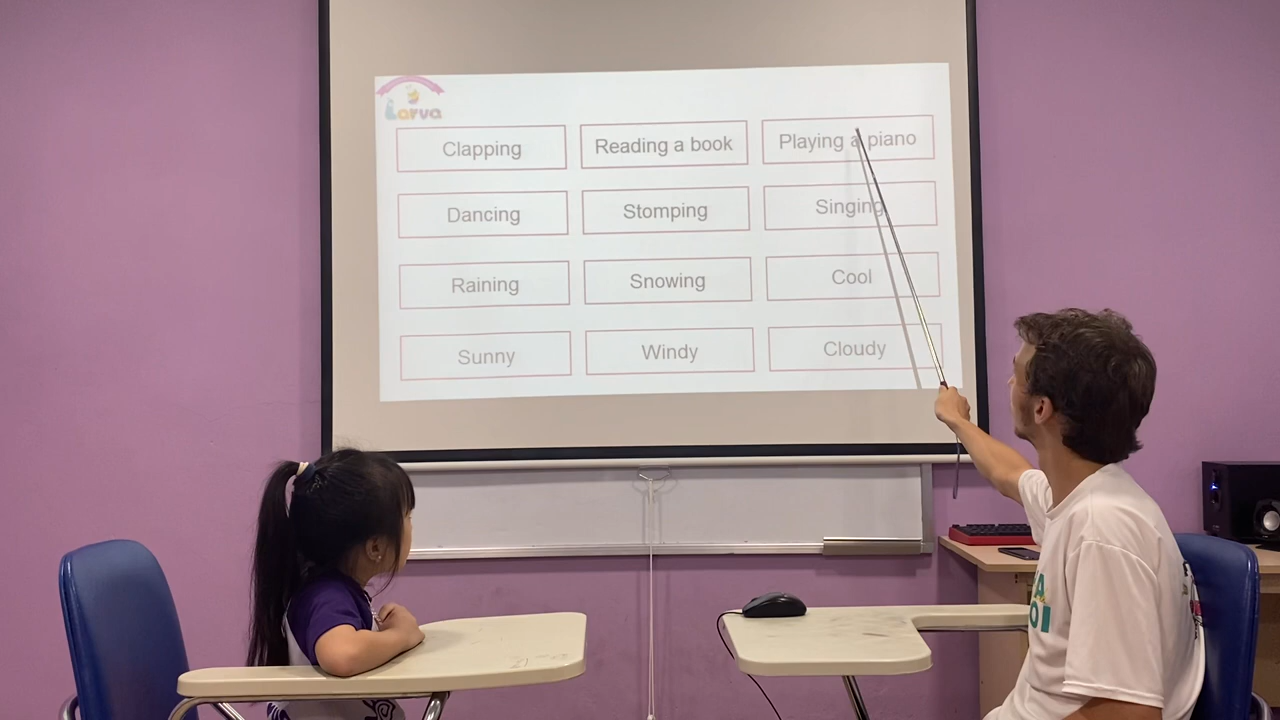 Larva
Clapping
Reading a book
Playing a piano
Dancing
Stomping
Singing
Raining
Snowing
Cool
Sunny
Windy
Cloudy